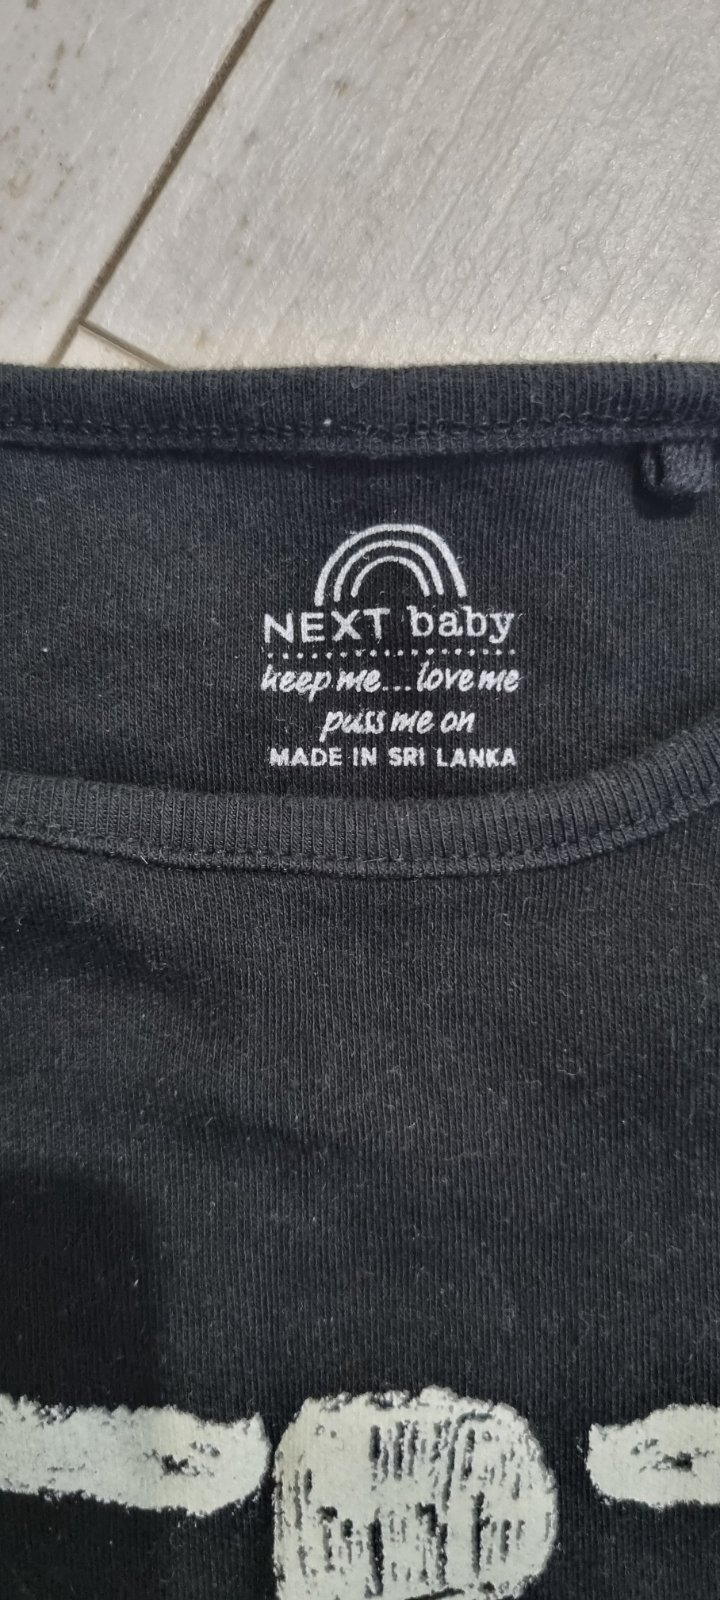 NEXT baby
keep me...love me
pass me on
MADE IN SRI LANKA